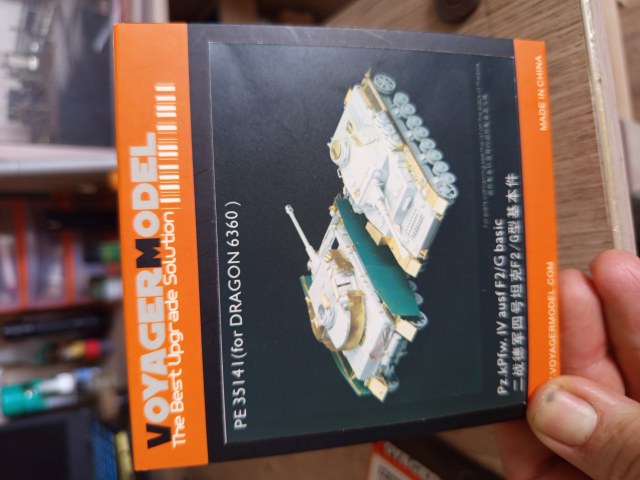 VOYAGERMODEL
The Best Upgrade Solution
PE 35141(for DRAGON 6360)
Pz.kPfw. IV ausf F2/G basic
二战德军四号坦克F2/G型基本件
.VOYAGERMODEL.COM
MADE IN CHINA